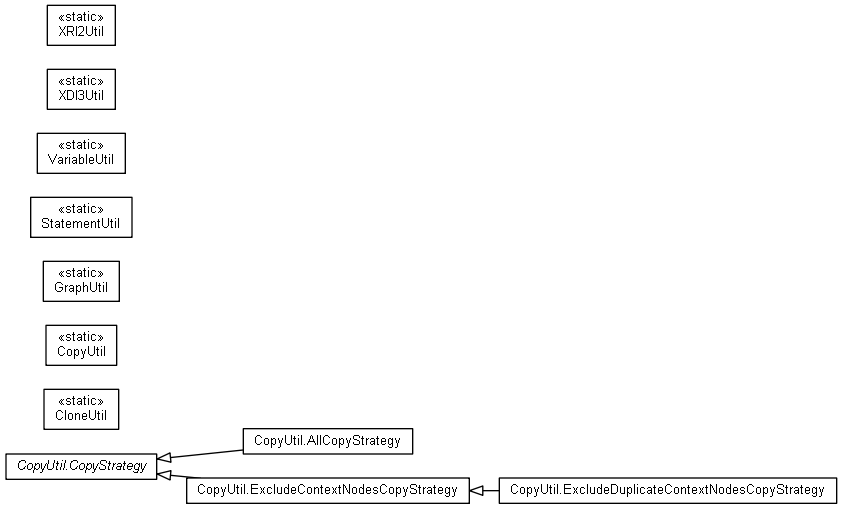 «static»
XRI2Util
«static»
XDI3Util
«static»
VariableUtil
«static»
StatementUtil
«static»
GraphUtil
«static»
CopyUtil
«static»
CloneUtil
CopyUtil.AllCopyStrategy
CopyUtil.CopyStrategy
CopyUtil.ExcludeContextNodesCopyStrategy
CopyUtil.ExcludeDuplicateContextNodesCopyStrategy